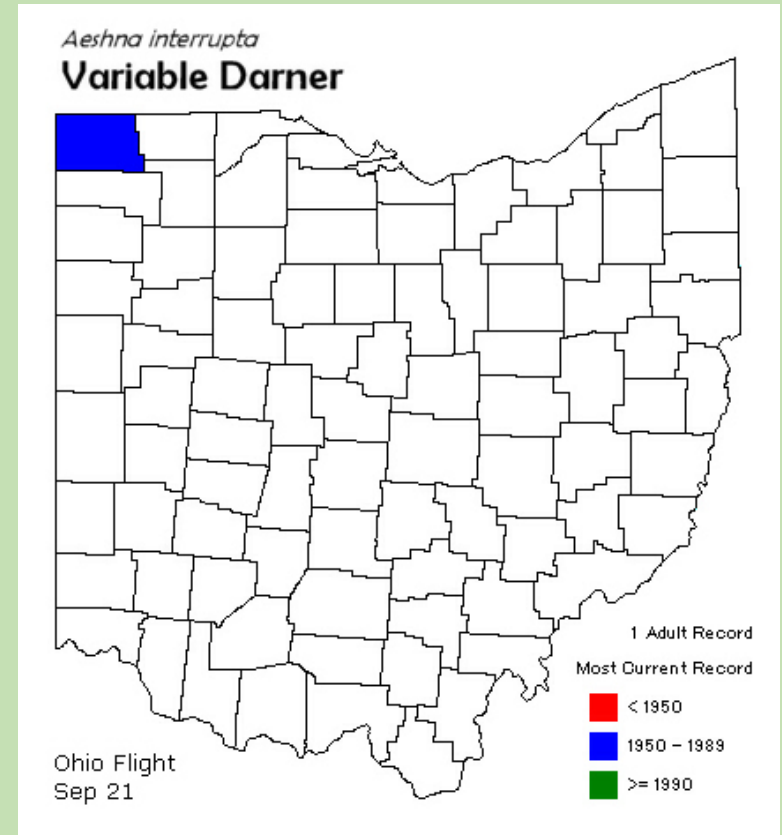 Aeshna interrupta
Variable Darner
1 Adult Record
Most Current Record
< 1950
1950 - 1989
>= 1990
Ohio Flight
Sep 21